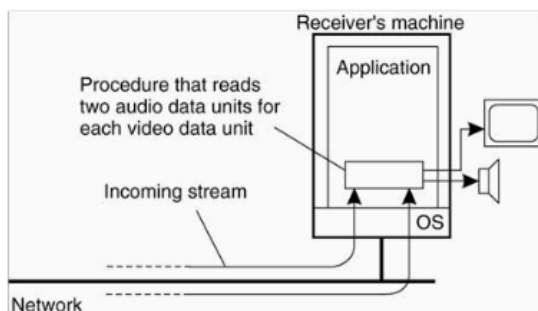 Receiver's machine
Application
Procedure that reads
two audio data units for
each video data unit
Incoming stream
OS
Network